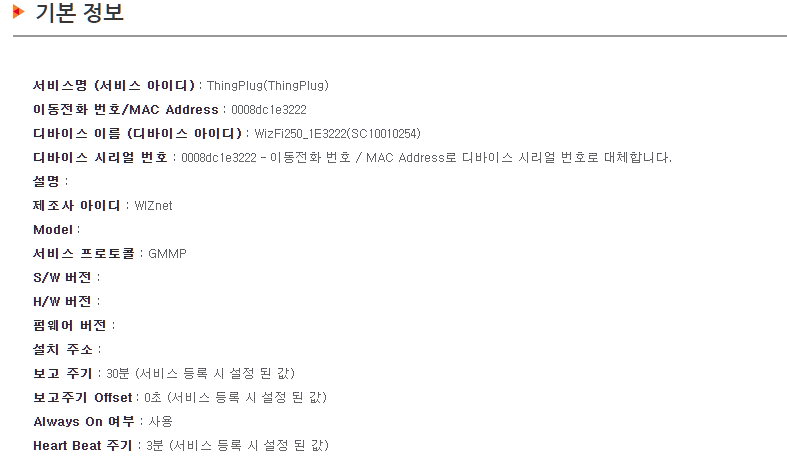 기본 정보
서비스명 (서비스 아이디) : ThingPlug(ThingPlug)
이동전화 번호/MAC Address : 0008dc1e3222
디바이스 이름 (디바이스 아이디) : WizFi250_1E3222(SC10010254)
디바이스 시리얼 번호 : 0008dc1e3222 - 이동전화 번호 / MAC Address로 디바이스 시리얼 번호로 대체합니다.
설명 :
제조사 아이디 : WIZnet
Model :
서비스 프로토콜 : GMMP
S/W 버전 :
H/W 버전 :
펌웨어 버전 :
설치 주소 :
보고 주기 : 30분 (서비스 등록 시 설정 된 값)
보고주기 Offset : 0초 (서비스 등록 시 설정 된 값)
Always On 여부 : 사용
Heart Beat 주기 : 3분 (서비스 등록 시 설정 된 값)